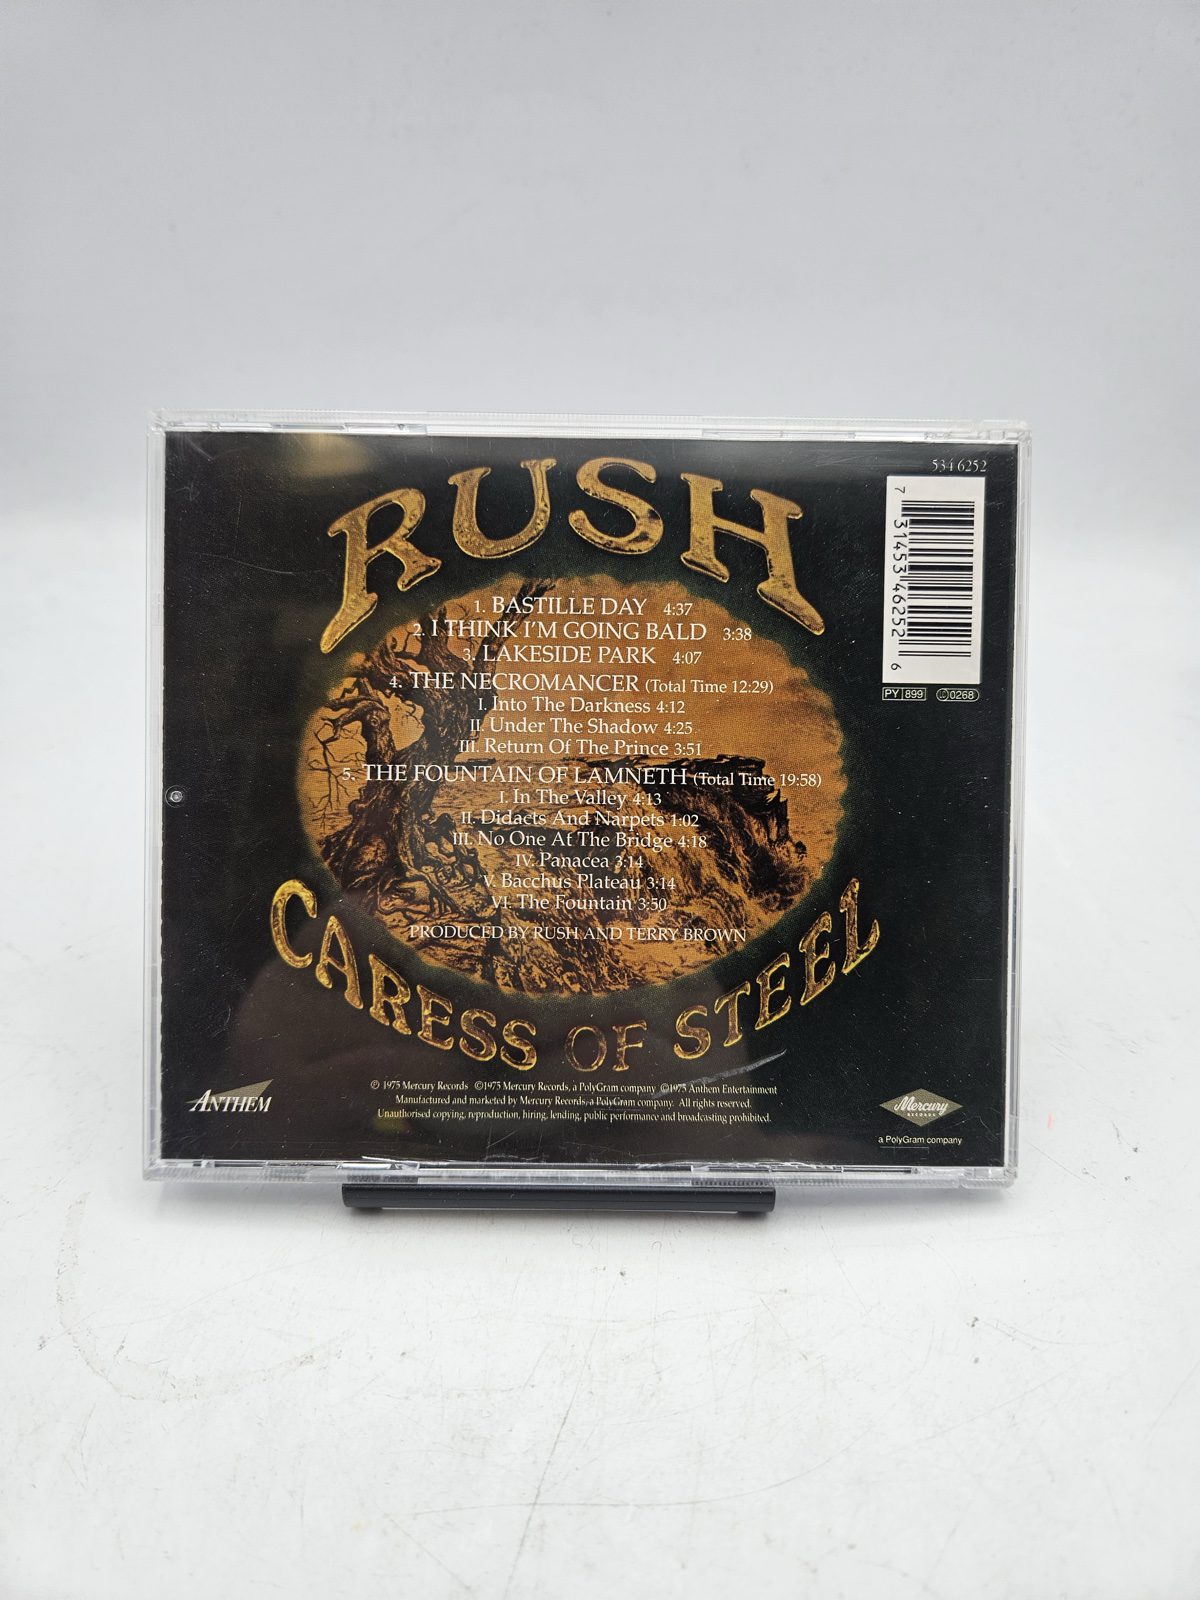 RUSH
534 6252
7 31453 46252 6
PY 899 LC 0268
1. BASTILLE DAY 4:37
2. I THINK I'M GOING BALD 3:38
3. LAKESIDE PARK 4:07
4. THE NECROMANCER (Total Time 12:29)
I. Into The Darkness 4:12
II. Under The Shadow 4:25
III. Return Of The Prince 3:51
5. THE FOUNTAIN OF LAMNETH (Total Time 19:58)
I. In The Valley 4:13
II. Didacts And Narpets 1:02
III. No One At The Bridge 4:18
IV. Panacea 3:14
V. Bacchus Plateau 3:14
VI. The Fountain 3:50
PRODUCED BY RUSH AND TERRY BROWN
CARESS OF STEEL
℗ 1975 Mercury Records ©1975 Mercury Records, a PolyGram company ©1975 Anthem Entertainment
Manufactured and marketed by Mercury Records, a PolyGram company. All rights reserved.
Unauthorised copying, reproduction, hiring, lending, public performance and broadcasting prohibited.
ANTHEM
Mercury
RECORDS
a PolyGram company